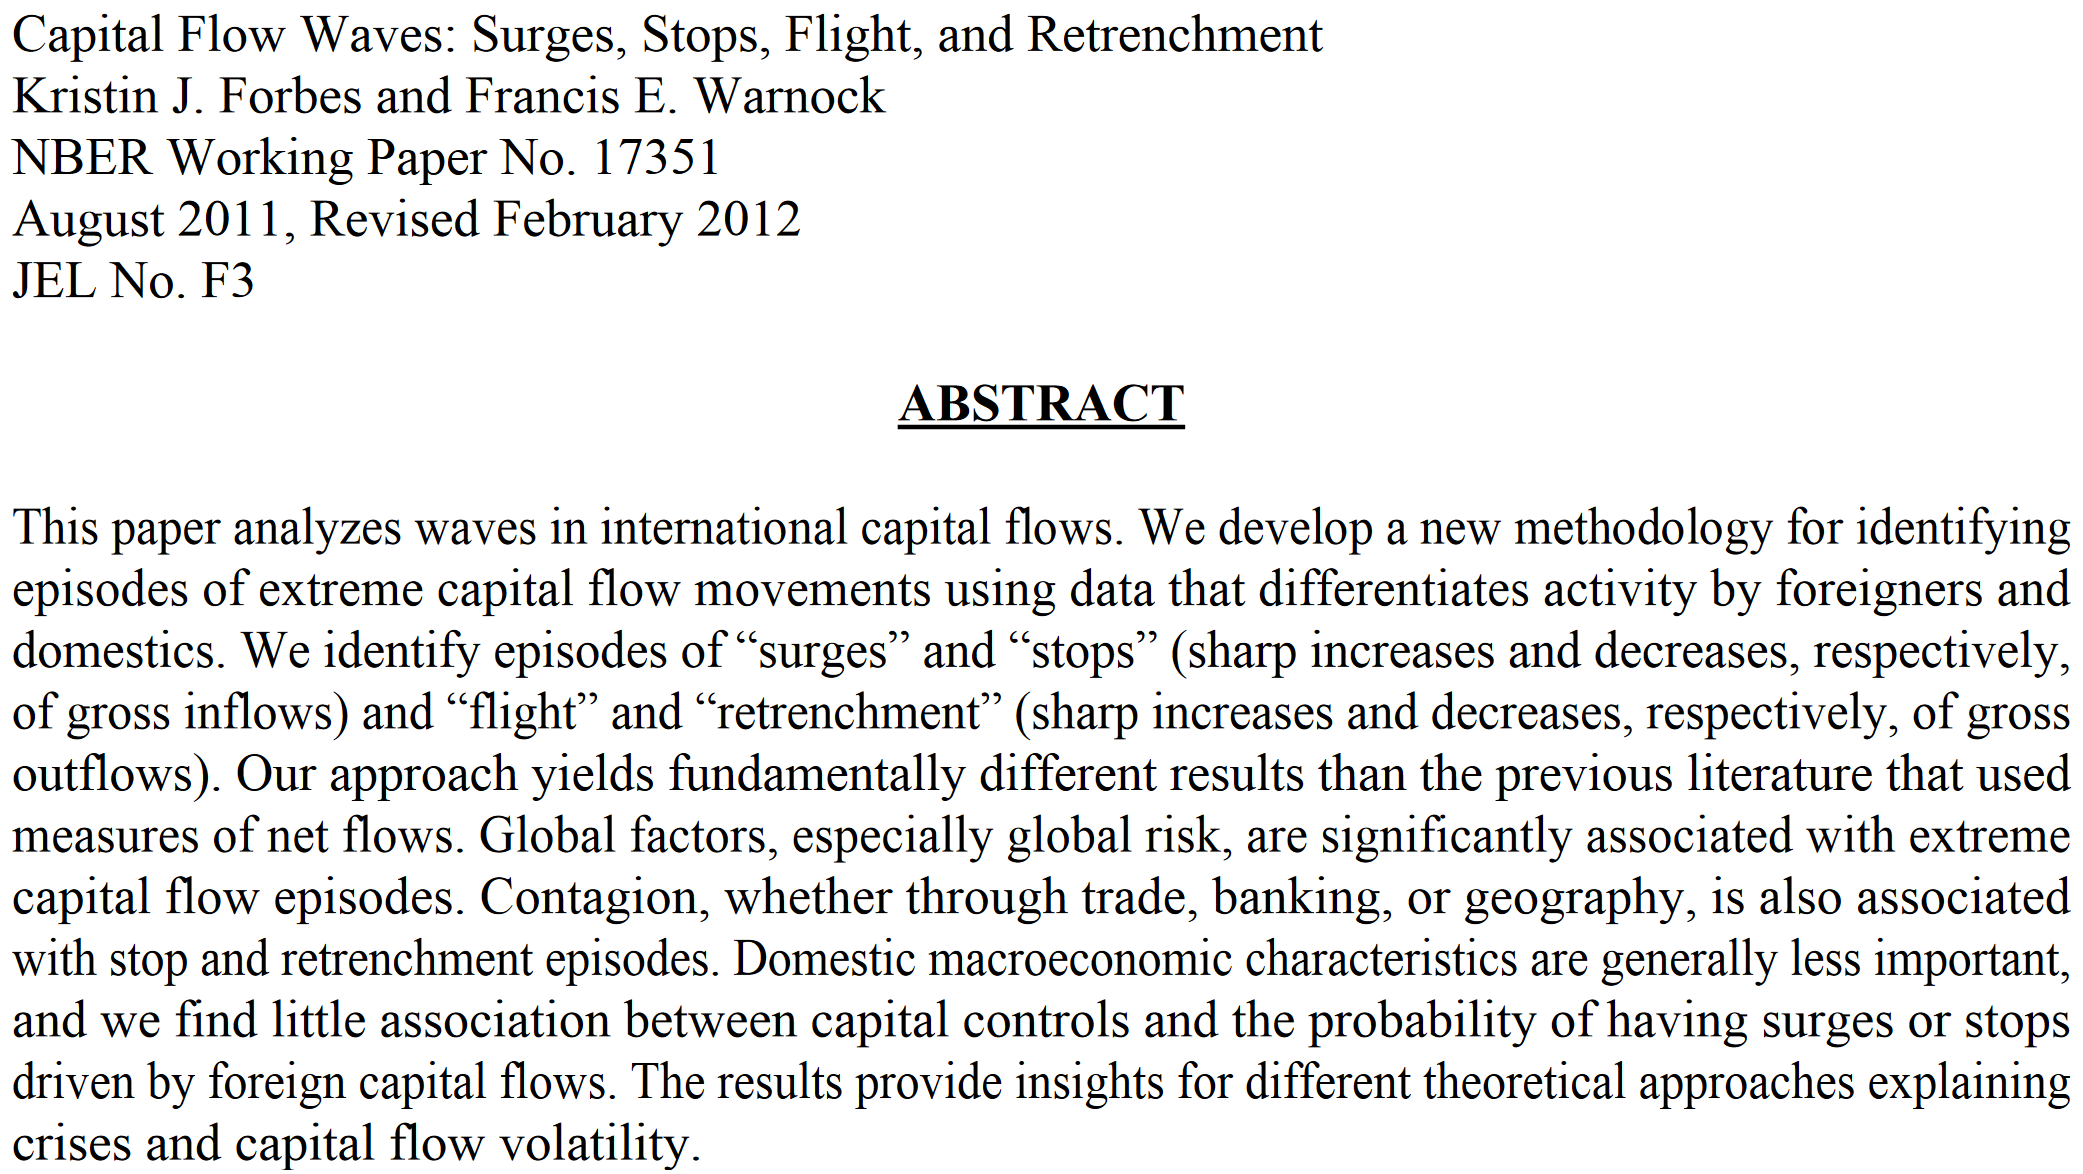 Capital Flow Waves: Surges, Stops, Flight, and Retrenchment
Kristin J. Forbes and Francis E. Warnock
NBER Working Paper No. 17351
August 2011, Revised February 2012
JEL No. F3
ABSTRACT
This paper analyzes waves in international capital flows. We develop a new methodology for identifying
episodes of extreme capital flow movements using data that differentiates activity by foreigners and
domestics. We identify episodes of “surges” and “stops” (sharp increases and decreases, respectively,
of gross inflows) and “flight” and “retrenchment” (sharp increases and decreases, respectively, of gross
outflows). Our approach yields fundamentally different results than the previous literature that used
measures of net flows. Global factors, especially global risk, are significantly associated with extreme
capital flow episodes. Contagion, whether through trade, banking, or geography, is also associated
with stop and retrenchment episodes. Domestic macroeconomic characteristics are generally less important,
and we find little association between capital controls and the probability of having surges or stops
driven by foreign capital flows. The results provide insights for different theoretical approaches explaining
crises and capital flow volatility.